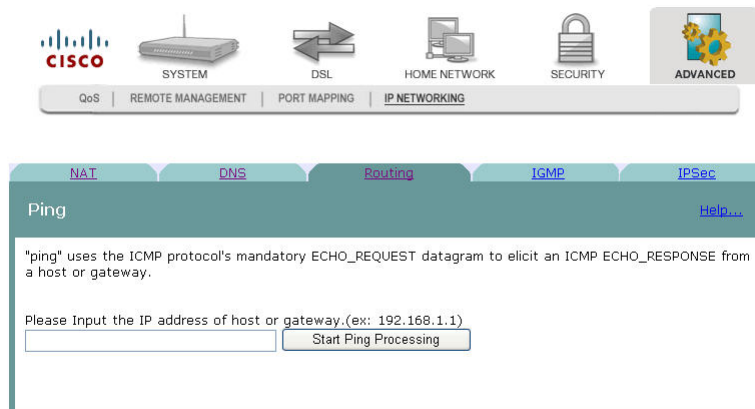 CISCO
SYSTEM
DSL
HOME NETWORK
SECURITY
ADVANCED
QoS | REMOTE MANAGEMENT | PORT MAPPING | IP NETWORKING
NAT
DNS
Routing
IGMP
IPSec
Ping
Help...
"ping" uses the ICMP protocol's mandatory ECHO_REQUEST datagram to elicit an ICMP ECHO_RESPONSE from
a host or gateway.
Please Input the IP address of host or gateway.(ex: 192.168.1.1)
Start Ping Processing